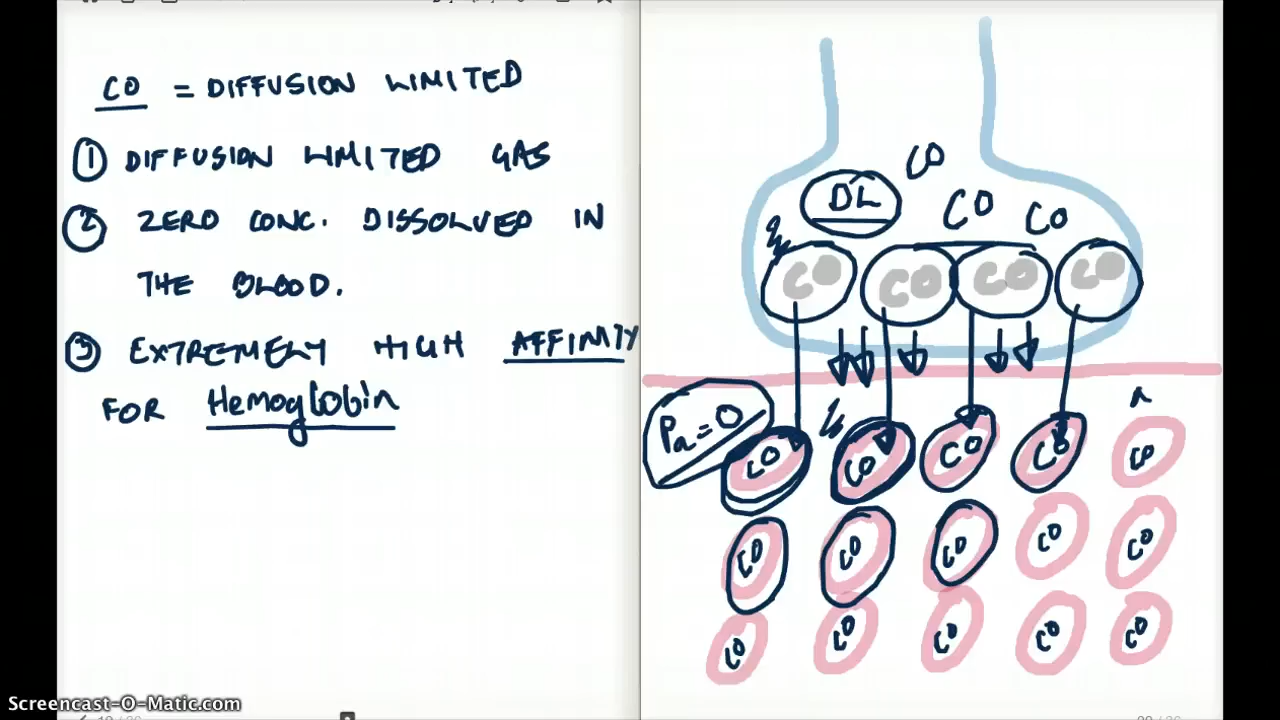 CO = DIFFUSION LIMITED
① DIFFUSION LIMITED GAS
② ZERO CONC. DISSOLVED IN
THE BLOOD.
③ EXTREMELY HIGH AFFINITY
FOR Hemoglobin
CO
DL
CO CO
CO CO CO CO
Pa = 0
CO CO CO CO CO
CO CO CO CO CO
CO CO CO CO CO
Screencast-O-Matic.com